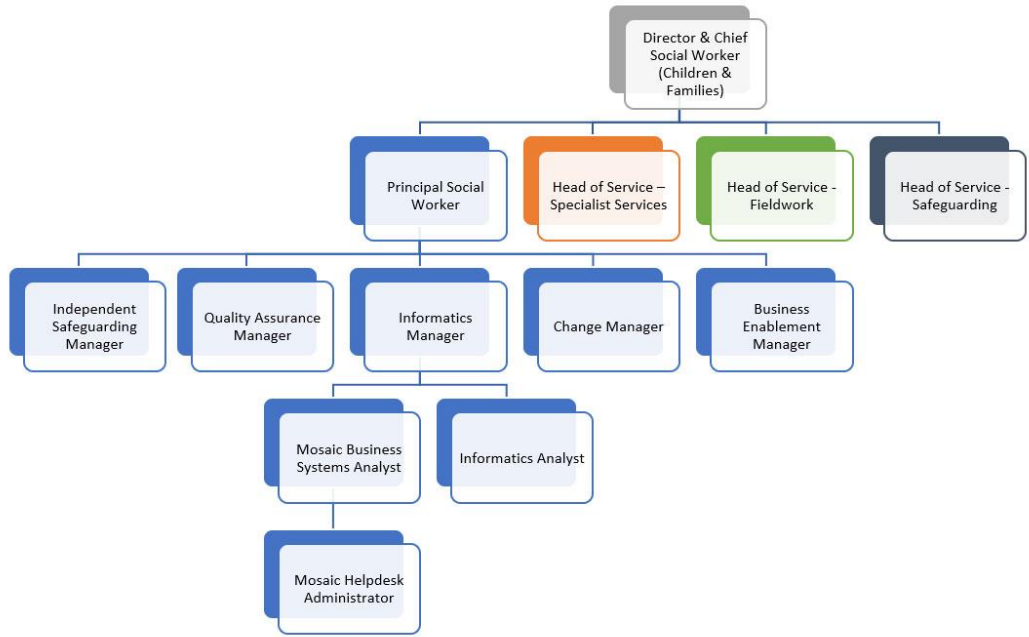 Director & Chief
Social Worker
(Children &
Families)
Principal Social
Worker
Head of Service –
Specialist Services
Head of Service -
Fieldwork
Head of Service -
Safeguarding
Independent
Safeguarding
Manager
Quality Assurance
Manager
Informatics
Manager
Change Manager
Business
Enablement
Manager
Mosaic Business
Systems Analyst
Informatics Analyst
Mosaic Helpdesk
Administrator